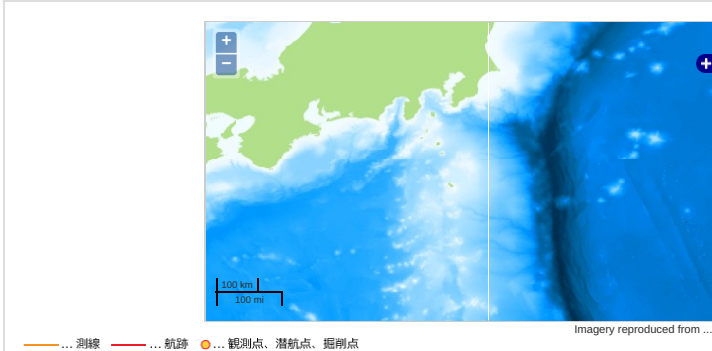 +
−
+
100 km
100 mi
Imagery reproduced from ...
... 測線 ... 航跡 ... 観測点、潜航点、掘削点